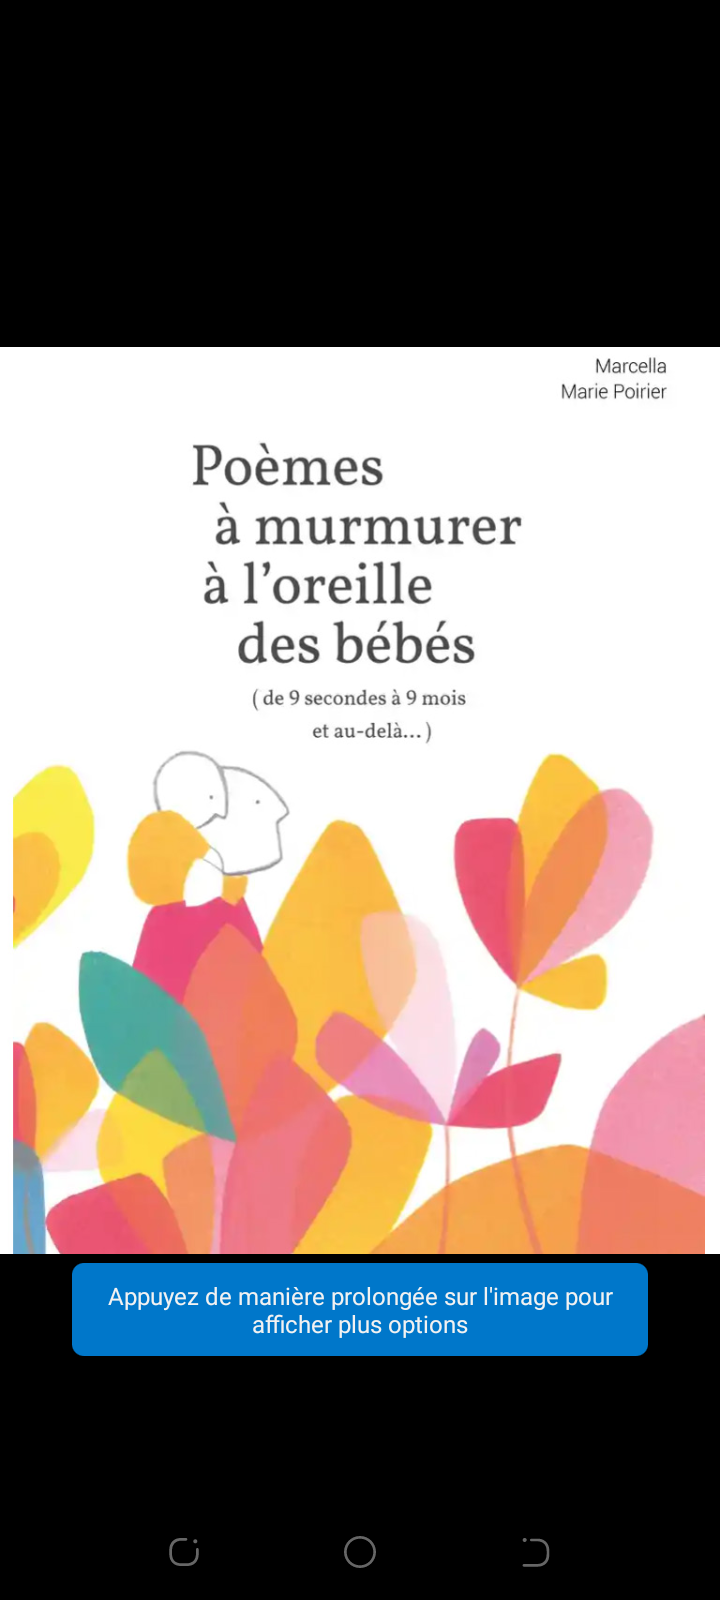 Marcella
Marie Poirier
Poèmes
à murmurer
à l’oreille
des bébés
( de 9 secondes à 9 mois
et au-delà... )
Appuyez de manière prolongée sur l'image pour
afficher plus options